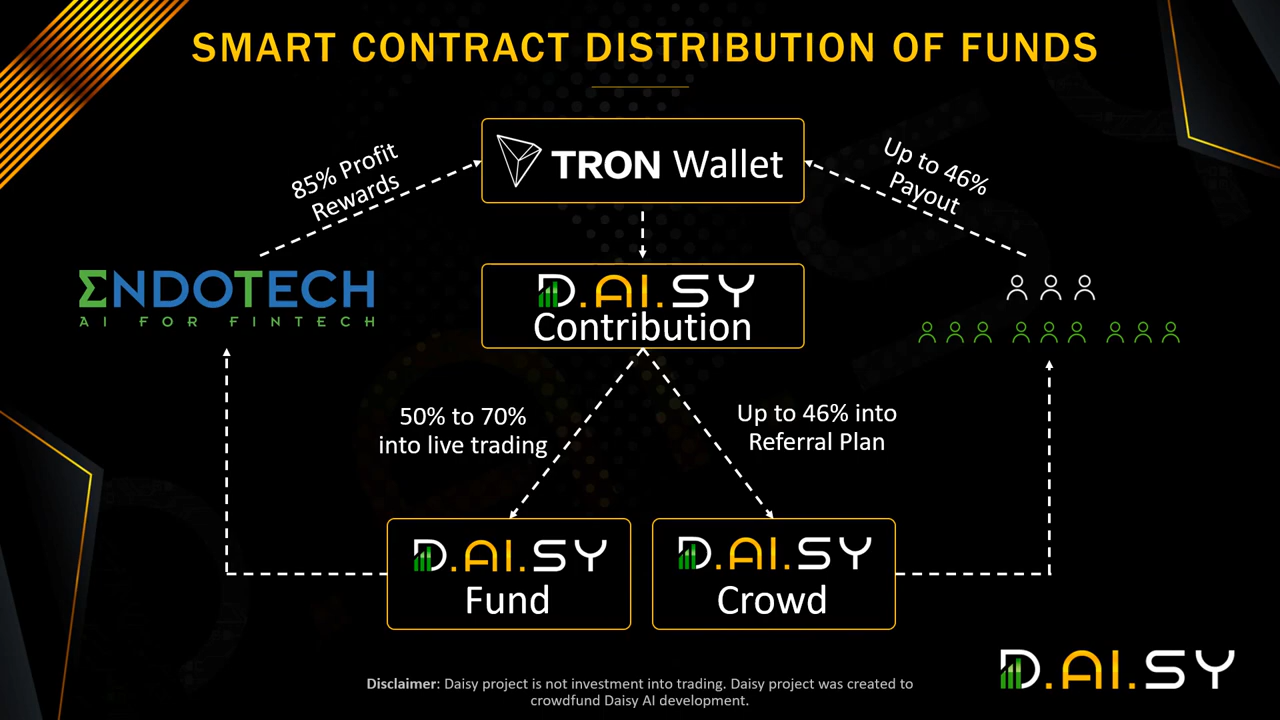 SMART CONTRACT DISTRIBUTION OF FUNDS
TRON Wallet
85% Profit
Rewards
Up to 46%
Payout
ΣNDOTECH
AI FOR FINTECH
D.AI.SY
Contribution
50% to 70%
into live trading
Up to 46% into
Referral Plan
D.AI.SY
Fund
D.AI.SY
Crowd
D.AI.SY
Disclaimer: Daisy project is not investment into trading. Daisy project was created to
crowdfund Daisy AI development.